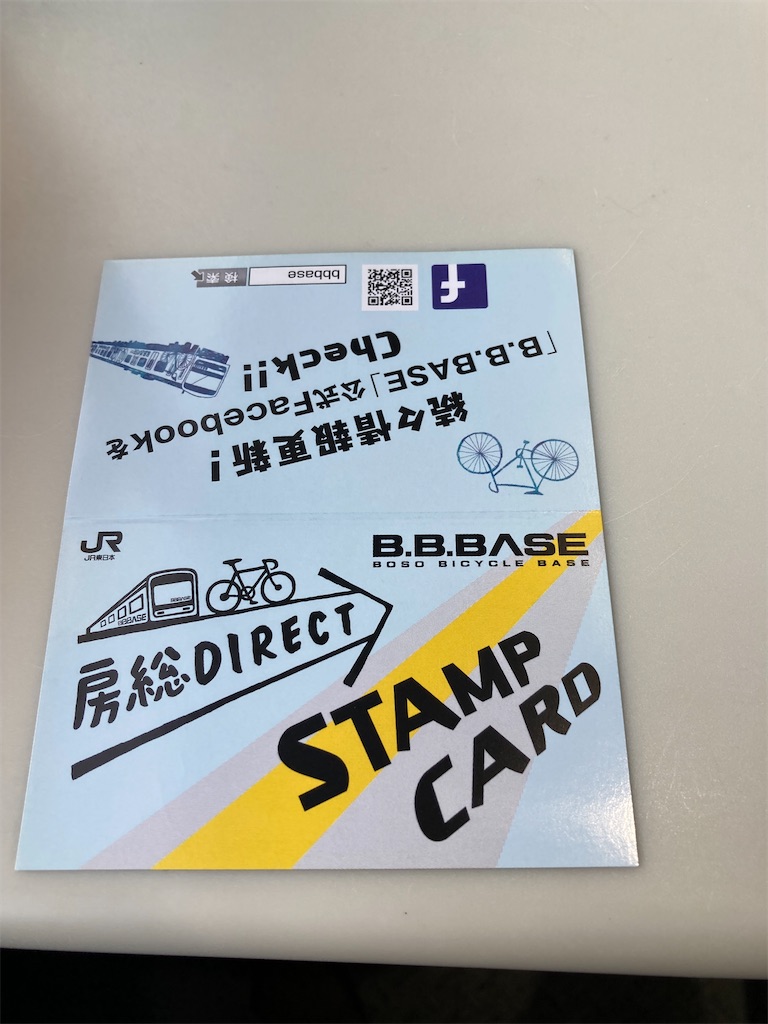 続々情報更新！
「B.B.BASE」公式Facebookを
Check!!
f
bbbase 検索
JR
JR東日本
B.B.BASE
BOSO BICYCLE BASE
BBBASE
房総DIRECT
STAMP
CARD